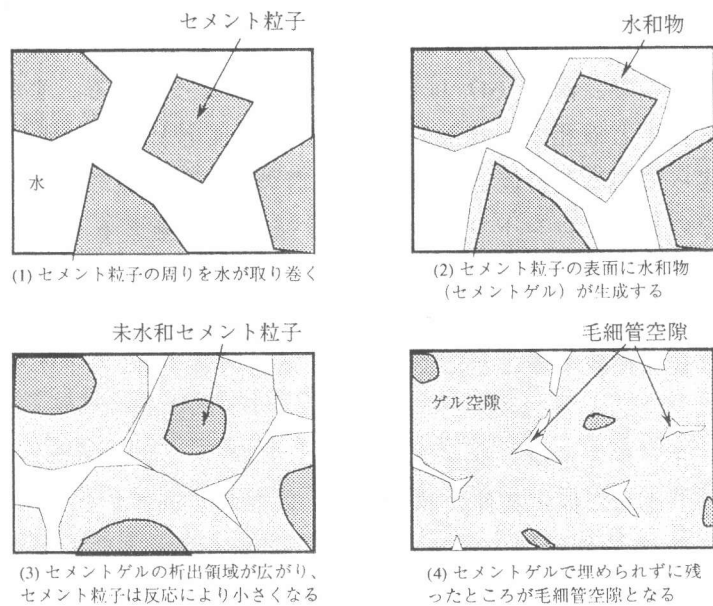 セメント粒子
水
(1) セメント粒子の周りを水が取り巻く
水和物
(2) セメント粒子の表面に水和物
（セメントゲル）が生成する
未水和セメント粒子
(3) セメントゲルの析出領域が広がり、
セメント粒子は反応により小さくなる
毛細管空隙
ゲル空隙
(4) セメントゲルで埋められずに残
ったところが毛細管空隙となる